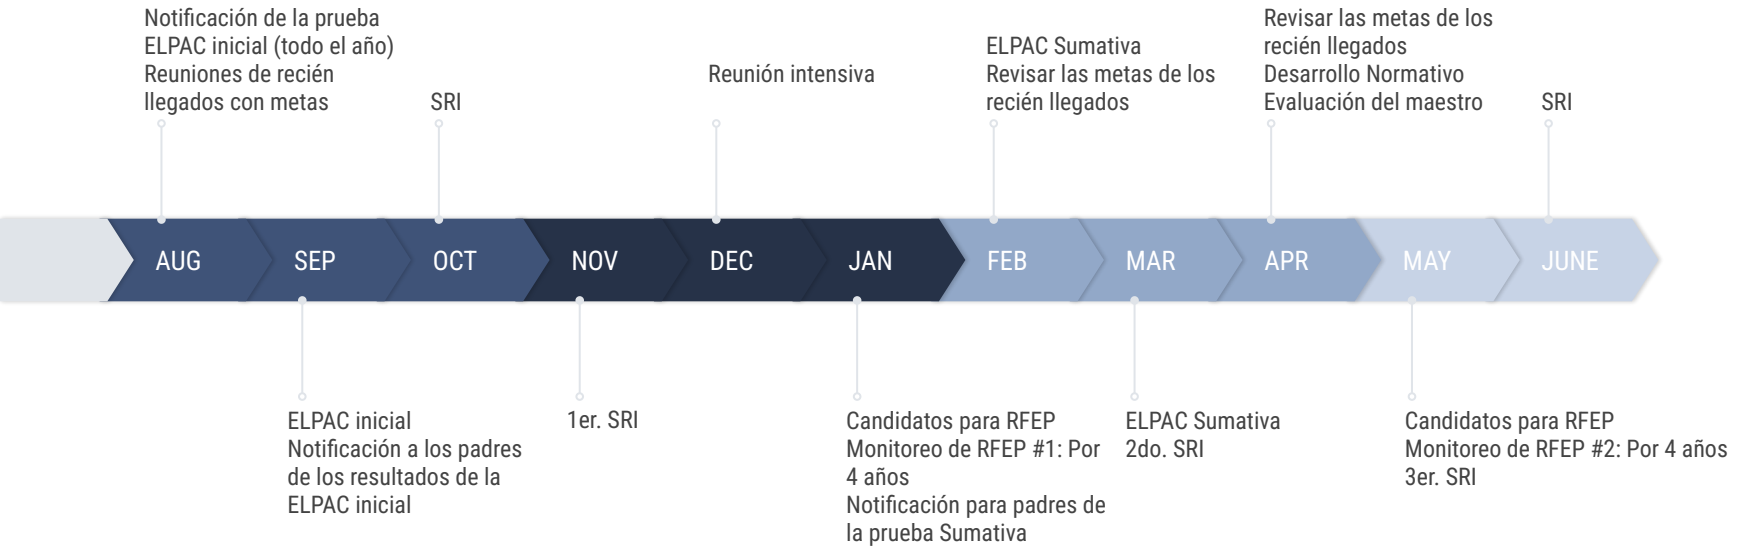 Notificación de la prueba
ELPAC inicial (todo el año)
Reuniones de recién
llegados con metas
SRI
Reunión intensiva
ELPAC Sumativa
Revisar las metas de los
recién llegados
Revisar las metas de los
recién llegados
Desarrollo Normativo
Evaluación del maestro
SRI
AUG
SEP
OCT
NOV
DEC
JAN
FEB
MAR
APR
MAY
JUNE
ELPAC inicial
Notificación a los padres
de los resultados de la
ELPAC inicial
1er. SRI
Candidatos para RFEP
Monitoreo de RFEP #1: Por
4 años
Notificación para padres de
la prueba Sumativa
ELPAC Sumativa
2do. SRI
Candidatos para RFEP
Monitoreo de RFEP #2: Por 4 años
3er. SRI